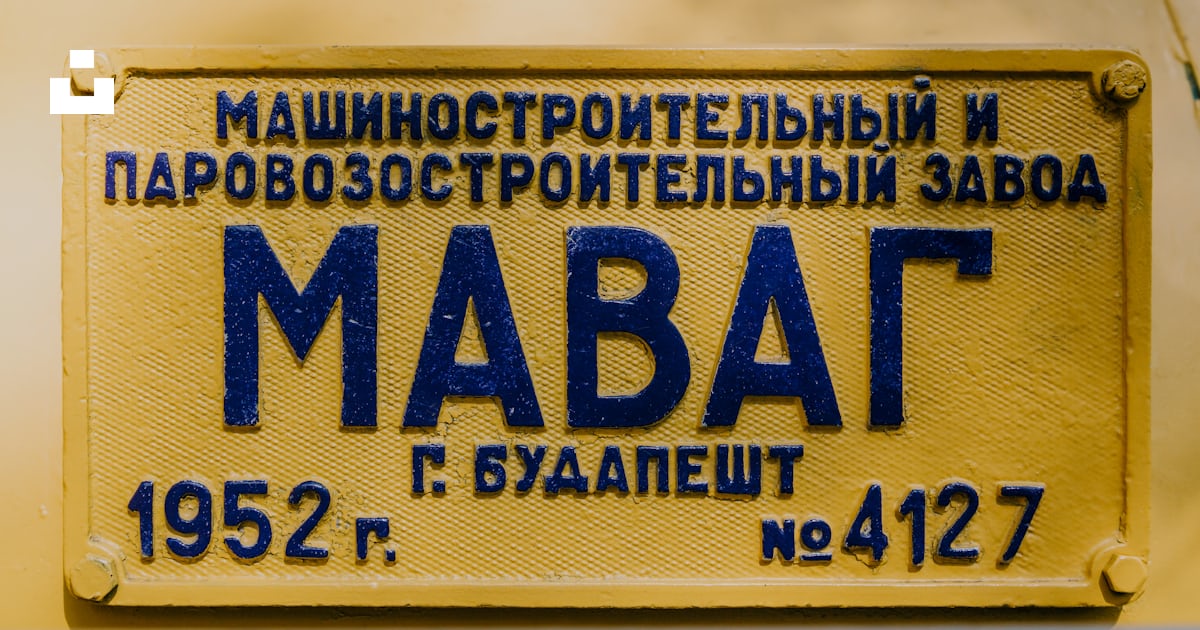 МАШИНОСТРОИТЕЛЬНЫЙ И
ПАРОВОЗОСТРОИТЕЛЬНЫЙ ЗАВОД
МАВАГ
Г. БУДАПЕШТ
1952 г. № 4127